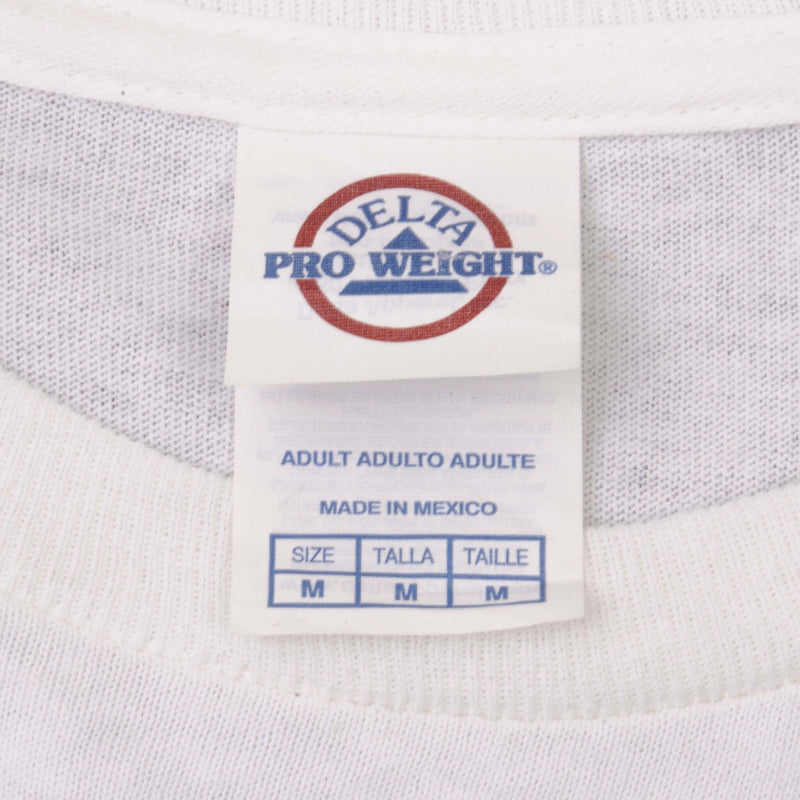 DELTA
PRO WEIGHT®
ADULT ADULTO ADULTE
MADE IN MEXICO
SIZE TALLA TAILLE
M M M